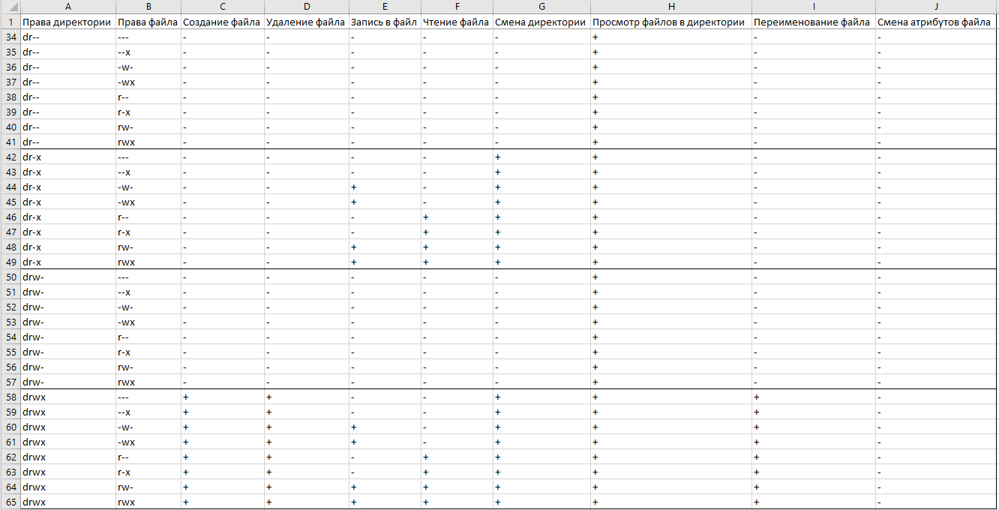 A B C D E F G H I J
1 Права директории Права файла Создание файла Удаление файла Запись в файл Чтение файла Смена директории Просмотр файлов в директории Переименование файла Смена атрибутов файла
34 dr-- --- - - - - - + - -
35 dr-- --x - - - - - + - -
36 dr-- -w- - - - - - + - -
37 dr-- -wx - - - - - + - -
38 dr-- r-- - - - - - + - -
39 dr-- r-x - - - - - + - -
40 dr-- rw- - - - - - + - -
41 dr-- rwx - - - - - + - -
42 dr-x --- - - - - + + - -
43 dr-x --x - - - - + + - -
44 dr-x -w- - - + - + + - -
45 dr-x -wx - - + - + + - -
46 dr-x r-- - - - + + + - -
47 dr-x r-x - - - + + + - -
48 dr-x rw- - - + + + + - -
49 dr-x rwx - - + + + + - -
50 drw- --- - - - - - + - -
51 drw- --x - - - - - + - -
52 drw- -w- - - - - - + - -
53 drw- -wx - - - - - + - -
54 drw- r-- - - - - - + - -
55 drw- r-x - - - - - + - -
56 drw- rw- - - - - - + - -
57 drw- rwx - - - - - + - -
58 drwx --- + + - - + + + -
59 drwx --x + + - - + + + -
60 drwx -w- + + + - + + + -
61 drwx -wx + + + - + + + -
62 drwx r-- + + - + + + + -
63 drwx r-x + + - + + + + -
64 drwx rw- + + + + + + + -
65 drwx rwx + + + + + + + -